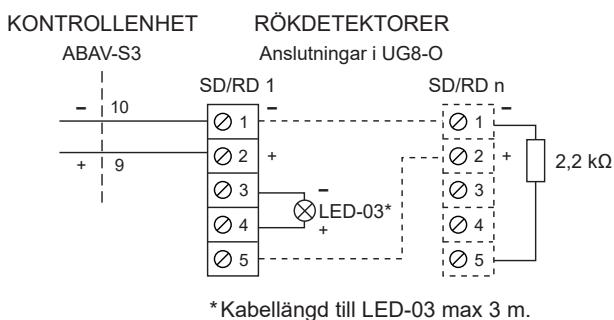 KONTROLLENHET RÖKDETEKTORER
ABAV-S3 Anslutningar i UG8-O
SD/RD 1 SD/RD n
− 10 − −
1 1
+ 9 2 + 2 + 2,2 kΩ
3 − 3
LED-03*
4 + 4
5 5
*Kabellängd till LED-03 max 3 m.